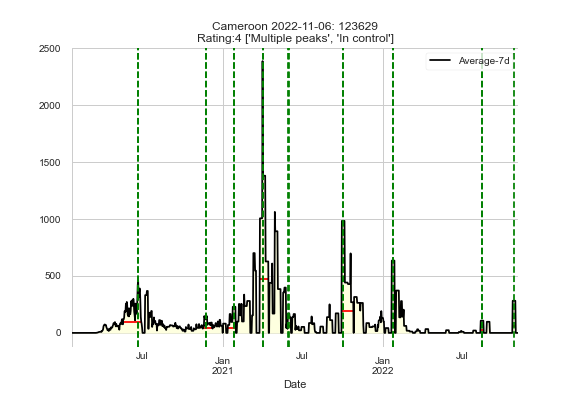 Cameroon 2022-11-06: 123629
Rating:4 ['Multiple peaks', 'In control']
2500
Average-7d
2000
1500
1000
500
0
Jul
Jan
2021
Jul
Jan
2022
Jul
Date